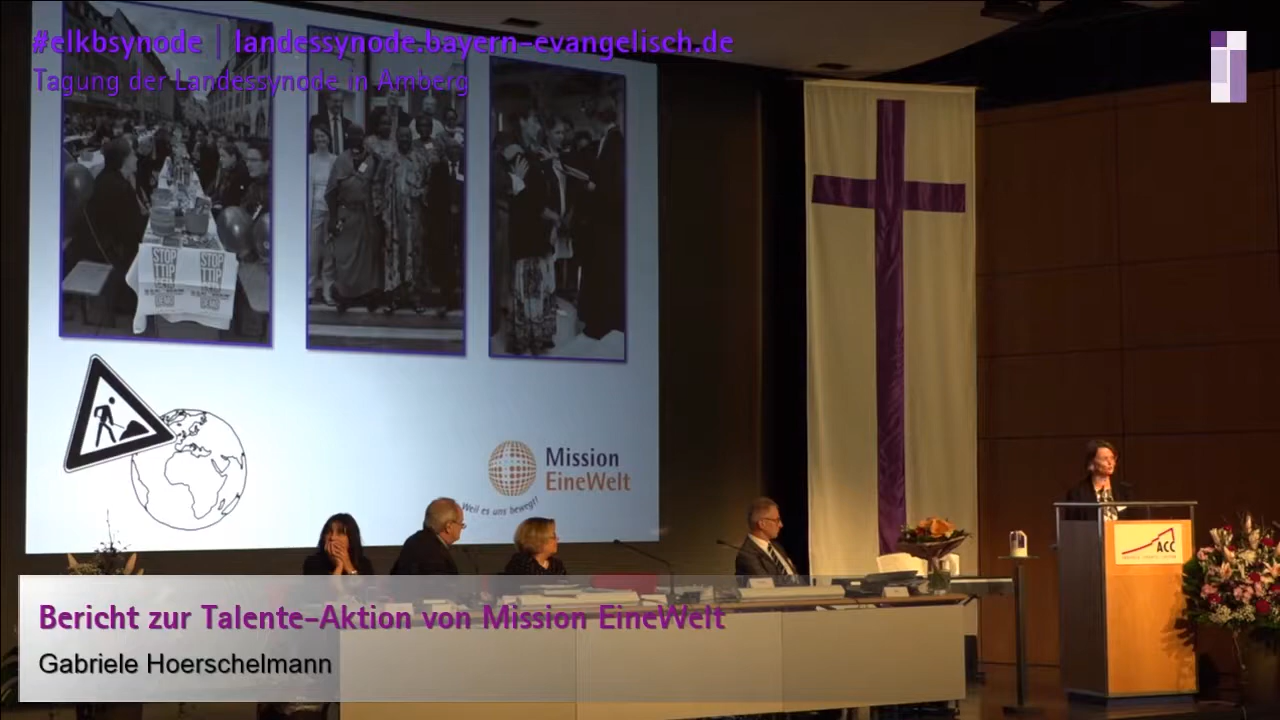 #elkbsynode | landessynode.bayern-evangelisch.de
Tagung der Landessynode in Amberg
STOP STOP
TTIP TTIP
Mission
EineWelt
Weil es uns bewegt!
ACC
Bericht zur Talente-Aktion von Mission EineWelt
Gabriele Hoerschelmann